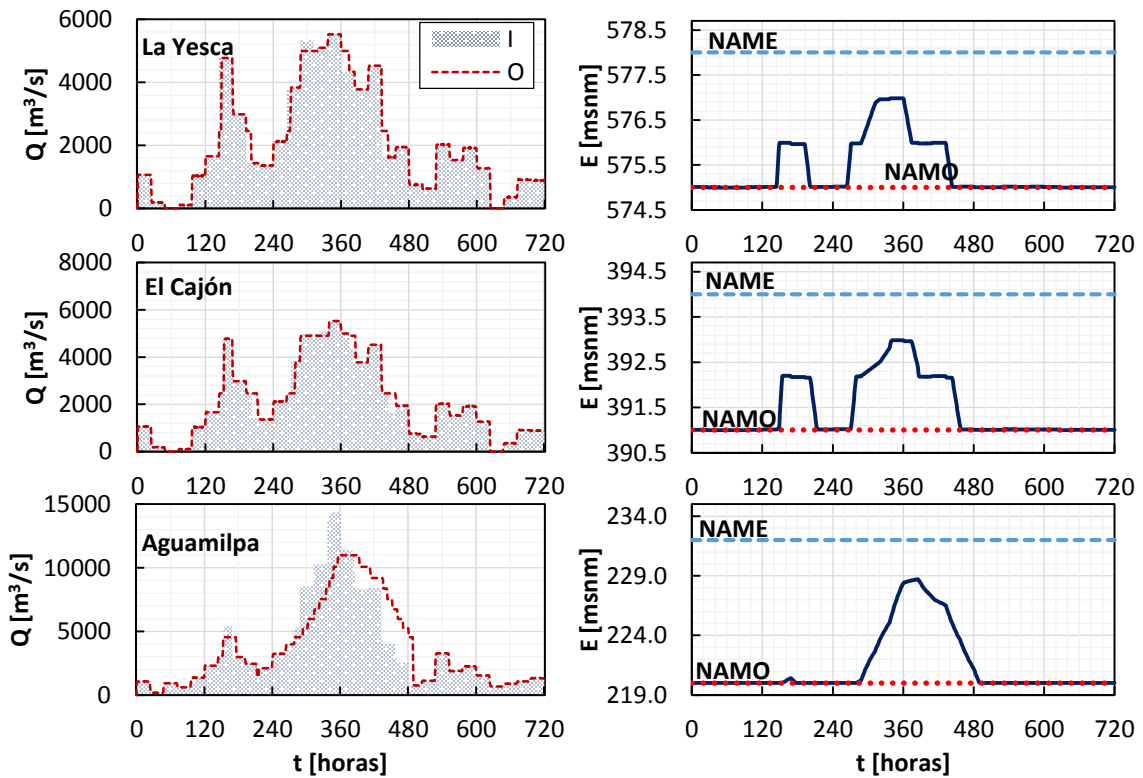 La Yesca
I
O
Q [m³/s]
6000
4000
2000
0
0 120 240 360 480 600 720
NAME
NAMO
E [msnm]
578.5
577.5
576.5
575.5
574.5
0 120 240 360 480 600 720
El Cajón
Q [m³/s]
8000
6000
4000
2000
0
0 120 240 360 480 600 720
NAME
NAMO
E [msnm]
394.5
393.5
392.5
391.5
390.5
0 120 240 360 480 600 720
Aguamilpa
Q [m³/s]
15000
10000
5000
0
0 120 240 360 480 600 720
t [horas]
NAME
NAMO
E [msnm]
234.0
229.0
224.0
219.0
0 120 240 360 480 600 720
t [horas]